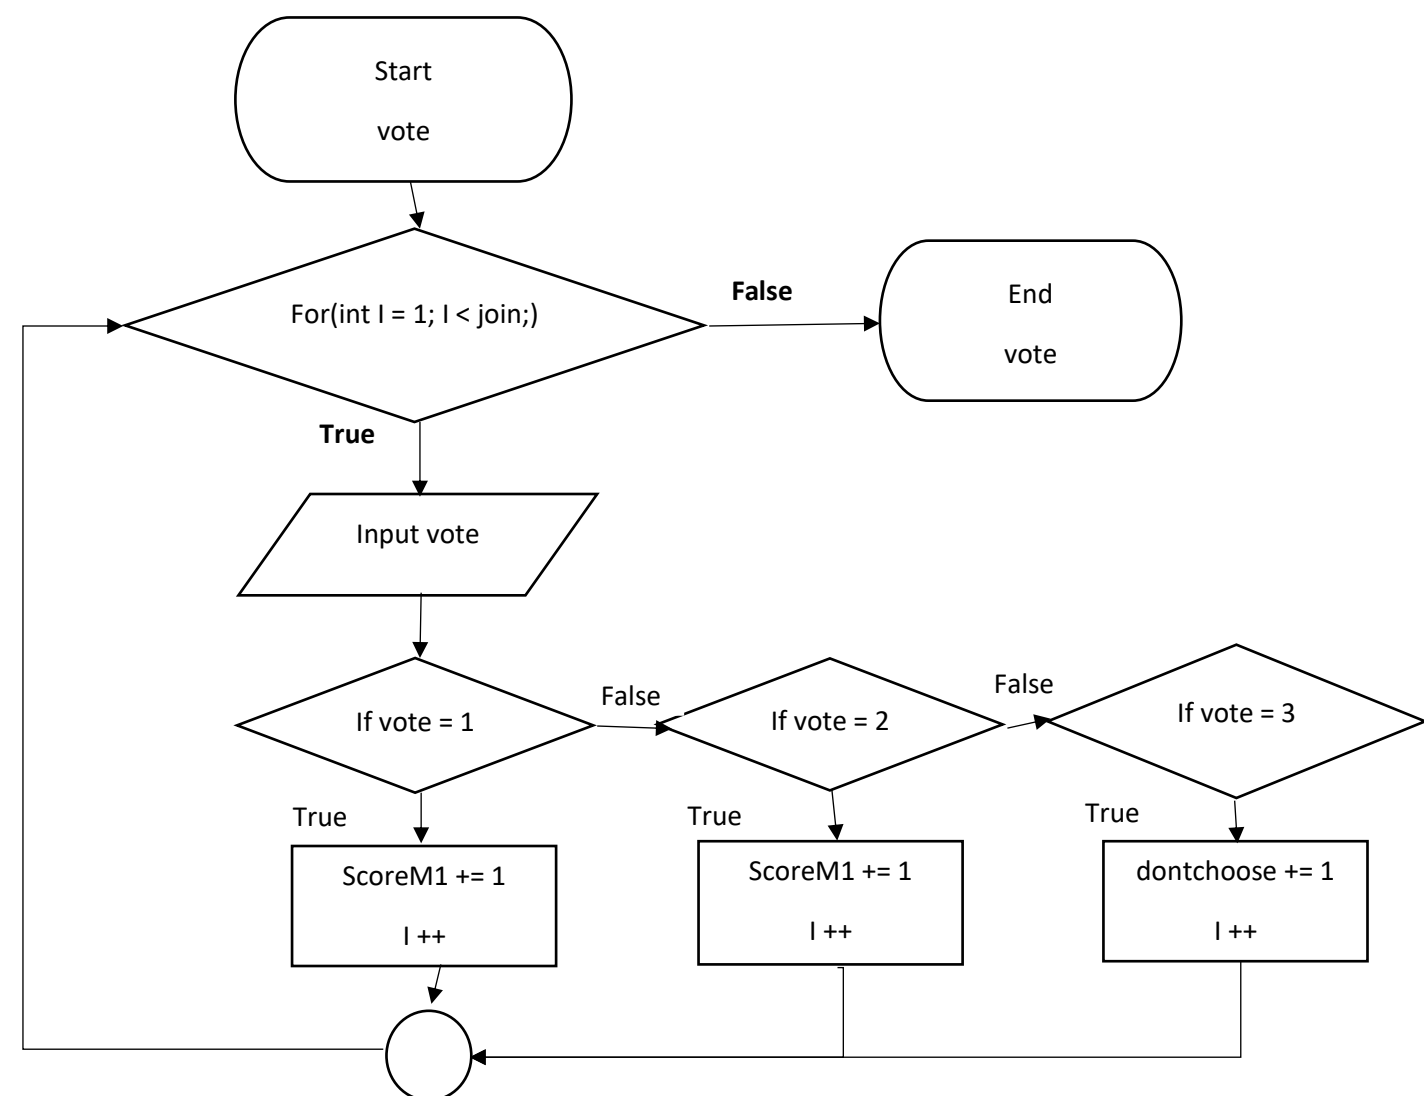 Start
vote
For(int I = 1; I < join;)
False
End
vote
True
Input vote
If vote = 1
False
If vote = 2
False
If vote = 3
True
ScoreM1 += 1
I ++
True
ScoreM1 += 1
I ++
True
dontchoose += 1
I ++